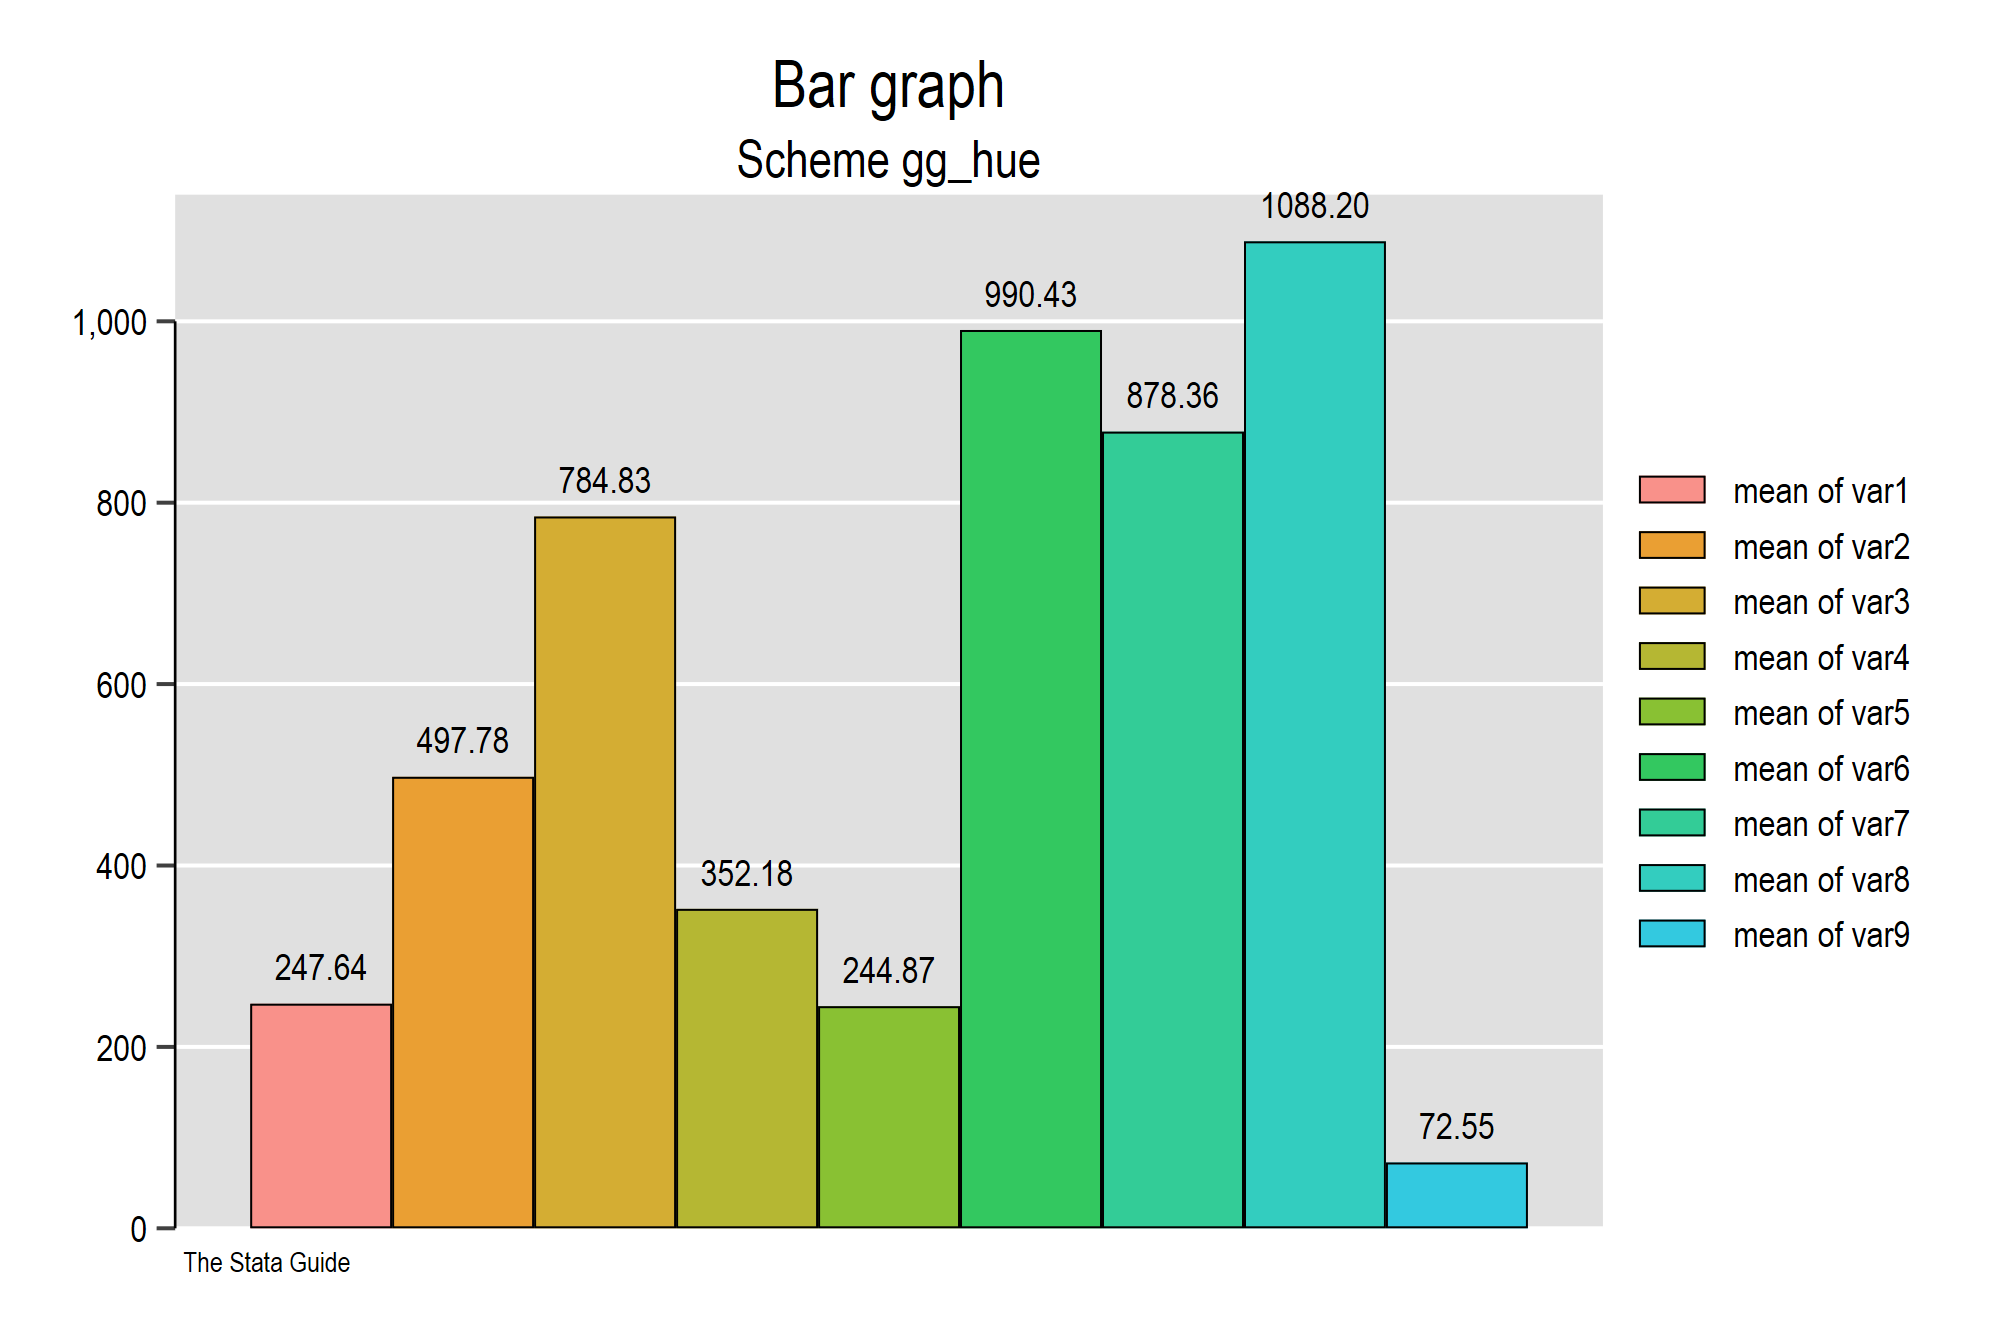 Bar graph
Scheme gg_hue
1088.20
990.43
1,000
878.36
784.83
800
mean of var1
mean of var2
mean of var3
mean of var4
mean of var5
mean of var6
mean of var7
mean of var8
mean of var9
600
497.78
400
352.18
247.64
244.87
200
72.55
0
The Stata Guide